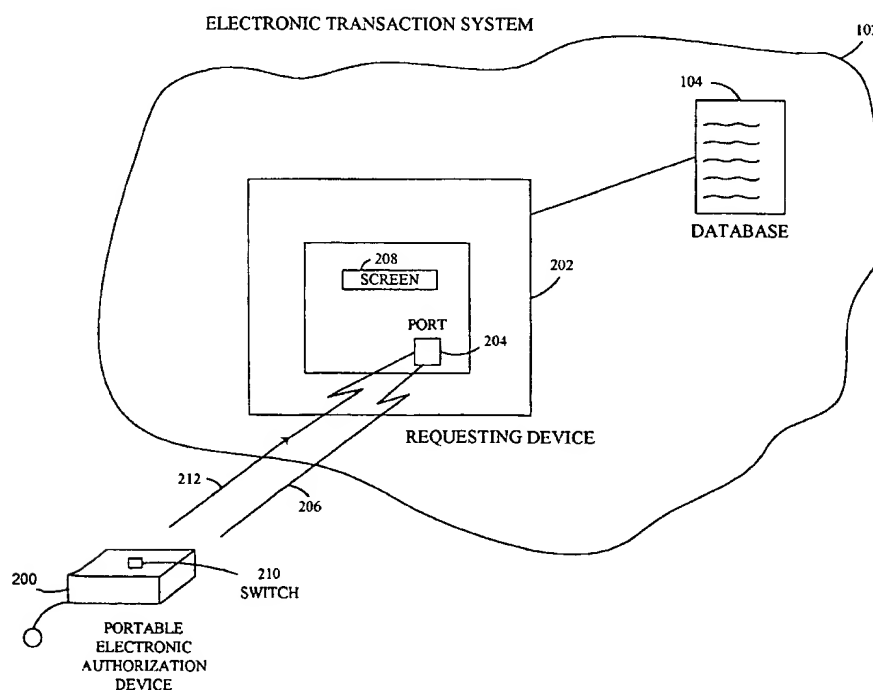 ELECTRONIC TRANSACTION SYSTEM
104
DATABASE
208
SCREEN
202
PORT
204
REQUESTING DEVICE
212
206
200
210
SWITCH
PORTABLE
ELECTRONIC
AUTHORIZATION
DEVICE